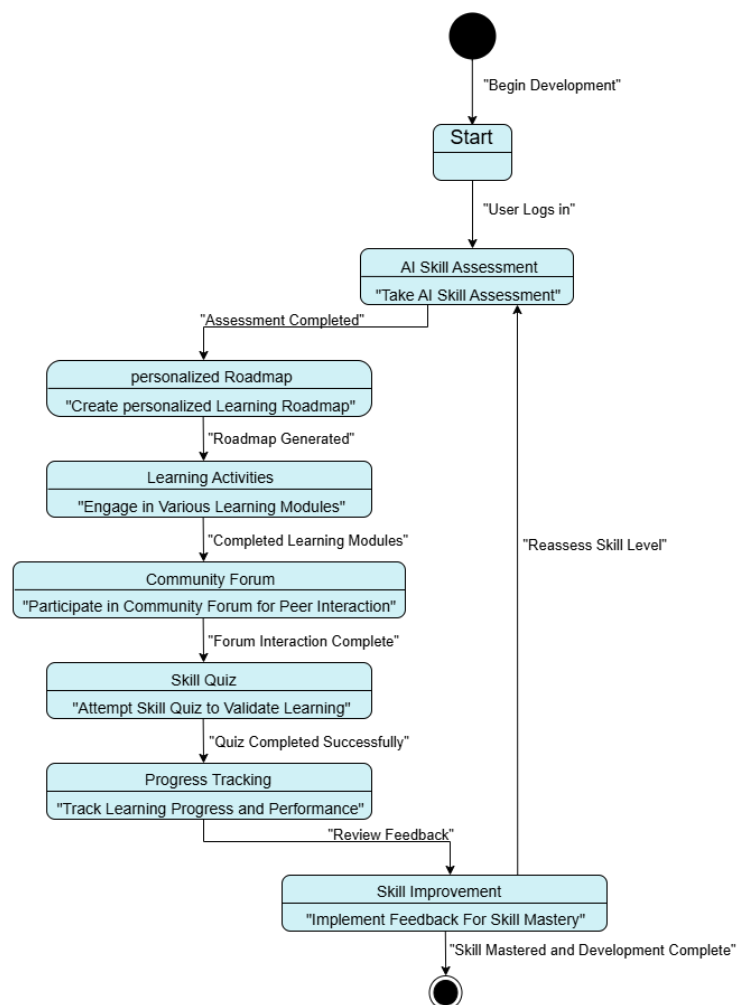 "Begin Development"
Start
"User Logs in"
AI Skill Assessment
"Take AI Skill Assessment"
"Assessment Completed"
personalized Roadmap
"Create personalized Learning Roadmap"
"Roadmap Generated"
Learning Activities
"Engage in Various Learning Modules"
"Completed Learning Modules"
"Reassess Skill Level"
Community Forum
"Participate in Community Forum for Peer Interaction"
"Forum Interaction Complete"
Skill Quiz
"Attempt Skill Quiz to Validate Learning"
"Quiz Completed Successfully"
Progress Tracking
"Track Learning Progress and Performance"
"Review Feedback"
Skill Improvement
"Implement Feedback For Skill Mastery"
"Skill Mastered and Development Complete"